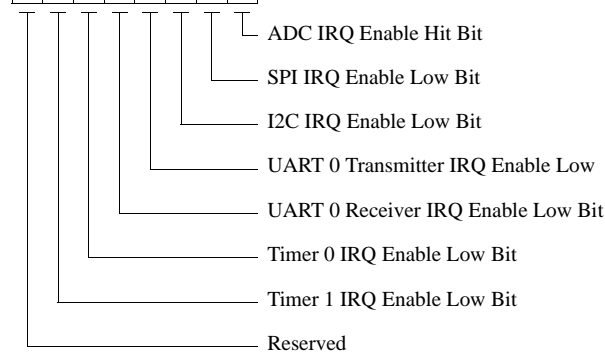 ADC IRQ Enable Hit Bit
SPI IRQ Enable Low Bit
I2C IRQ Enable Low Bit
UART 0 Transmitter IRQ Enable Low
UART 0 Receiver IRQ Enable Low Bit
Timer 0 IRQ Enable Low Bit
Timer 1 IRQ Enable Low Bit
Reserved